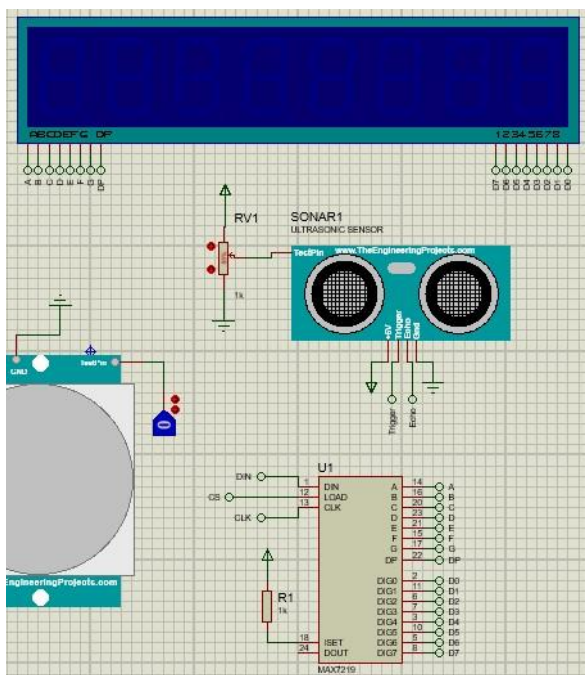 ABCDEFG DP
12345678
A
B
C
D
E
F
G
DP
D7
D6
D5
D4
D3
D2
D1
D0
RV1
1k
SONAR1
ULTRASONIC SENSOR
TestPin
www.TheEngineeringProjects.com
+5V
Trigger
Echo
Gnd
Trigger
Echo
GND
TestPin
0
EngineeringProjects.com
U1
DIN
CS
CLK
1
12
13
DIN
LOAD
CLK
A 14 A
B 16 B
C 20 C
D 23 D
E 21 E
F 15 F
G 17 G
DP 22 DP
DIG0 2 D0
DIG1 11 D1
DIG2 6 D2
DIG3 7 D3
DIG4 3 D4
DIG5 10 D5
DIG6 5 D6
DIG7 8 D7
R1
1k
18 ISET
24 DOUT
MAX7219